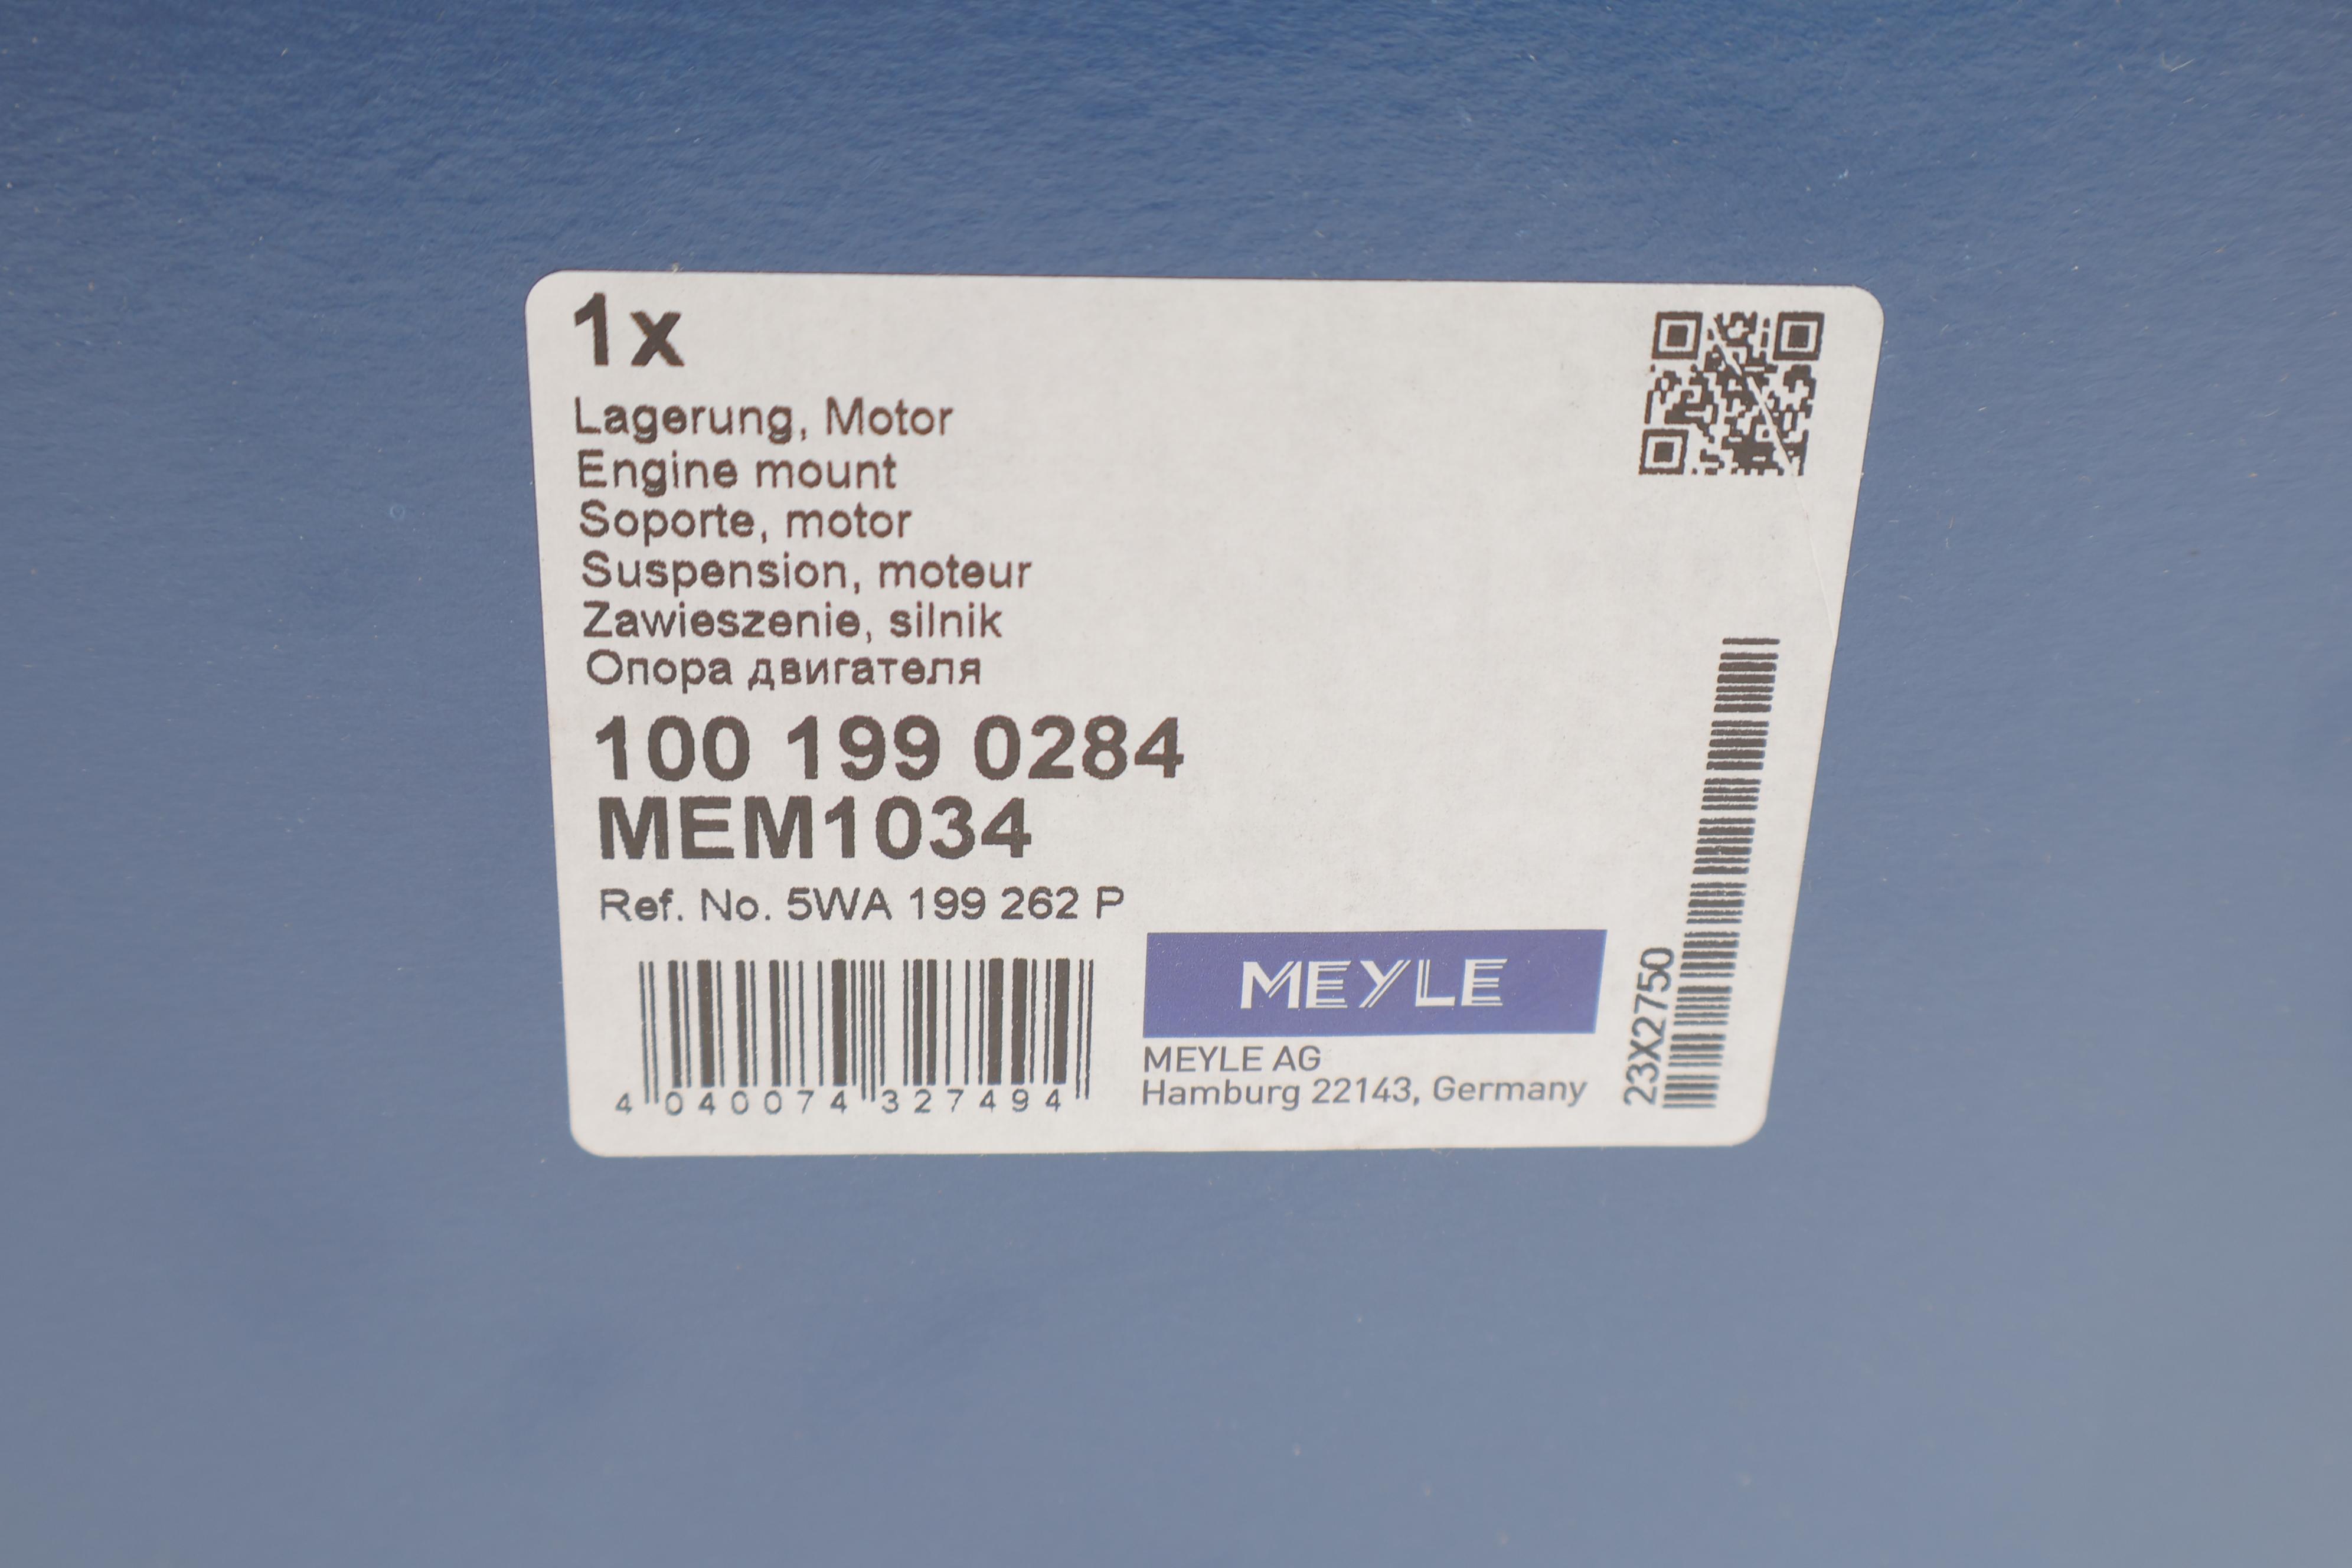 1x
Lagerung, Motor
Engine mount
Soporte, motor
Suspension, moteur
Zawieszenie, silnik
Опора двигателя
100 199 0284
MEM1034
Ref. No. 5WA 199 262 P
4 040074 327494
MEYLE
MEYLE AG
Hamburg 22143, Germany
23X2750